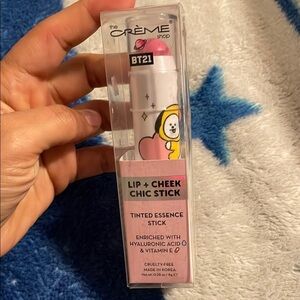 the
CRÈME
shop
BT21
LIP + CHEEK
CHIC STICK
TINTED ESSENCE
STICK
ENRICHED WITH
HYALURONIC ACID
& VITAMIN E
CRUELTY-FREE
MADE IN KOREA